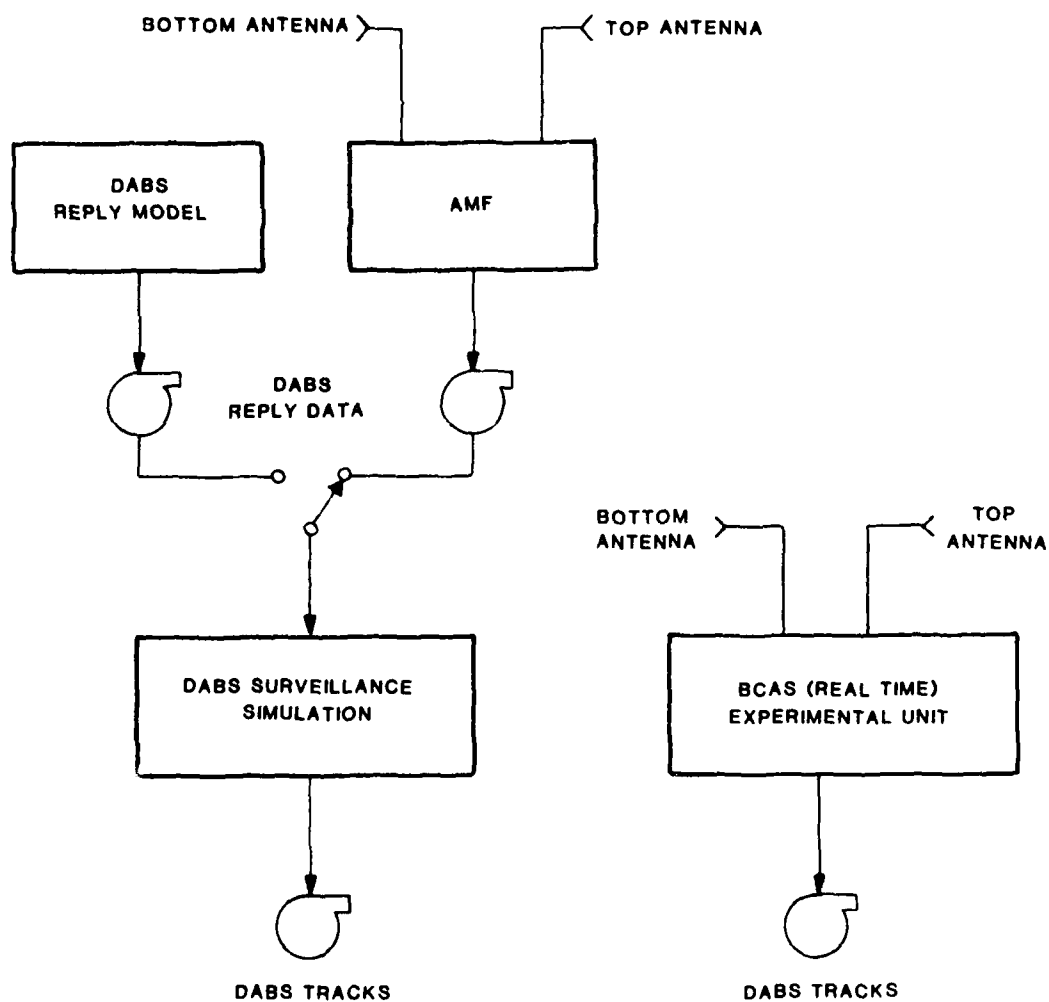 BOTTOM ANTENNA
TOP ANTENNA
DABS
REPLY MODEL
AMF
DABS
REPLY DATA
BOTTOM
ANTENNA
TOP
ANTENNA
DABS SURVEILLANCE
SIMULATION
BCAS (REAL TIME)
EXPERIMENTAL UNIT
DABS TRACKS
DABS TRACKS